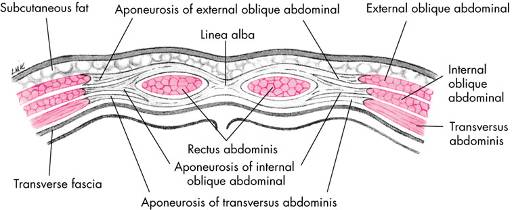 Subcutaneous fat
Aponeurosis of external oblique abdominal
External oblique abdominal
Linea alba
Internal
oblique
abdominal
Transversus
abdominis
Rectus abdominis
Aponeurosis of internal
oblique abdominal
Transverse fascia
Aponeurosis of transversus abdominis